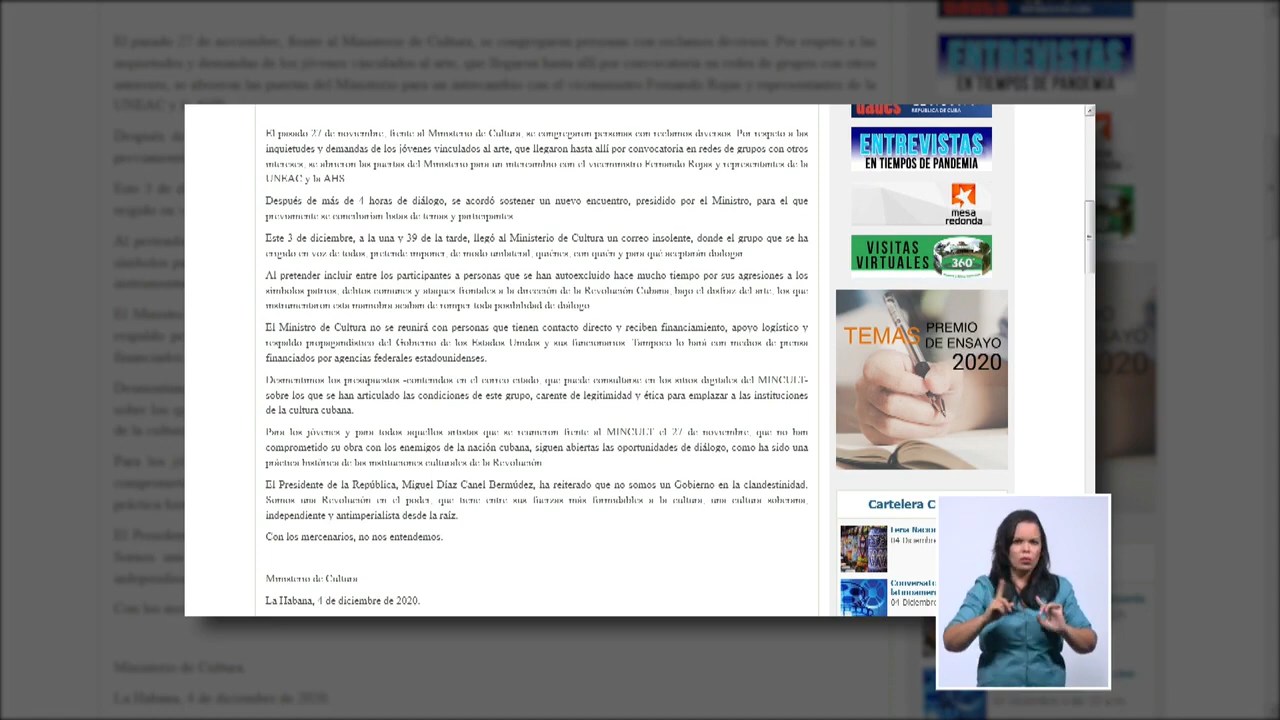 El pasado 27 de noviembre, frente al Ministerio de Cultura, se congregaron personas con reclamos diversos. Por respeto a las
inquietudes y demandas de los jóvenes vinculados al arte, que llegaron hasta allí por convocatoria en redes de grupos con otros
intereses, se abrieron las puertas del Ministerio para un intercambio con el viceministro Fernando Rojas y representantes de la
UNEAC y la AHS.
Después de más de 4 horas de diálogo, se acordó sostener un nuevo encuentro, presidido por el Ministro, para el que
previamente se conciliarían listas de temas y participantes.
Este 3 de diciembre, a la una y 39 de la tarde, llegó al Ministerio de Cultura un correo insolente, donde el grupo que se ha
erigido en voz de todos, pretende imponer, de modo unilateral, quiénes, con quién y para qué aceptarán dialogar.
Al pretender incluir entre los participantes a personas que se han autoexcluido hace mucho tiempo por sus agresiones a los
símbolos patrios, delitos comunes y ataques frontales a la dirección de la Revolución Cubana, bajo el disfraz del arte, los que
instrumentaron esta maniobra acaban de romper toda posibilidad de diálogo.
El Ministro de Cultura no se reunirá con personas que tienen contacto directo y reciben financiamiento, apoyo logístico y
respaldo propagandístico del Gobierno de los Estados Unidos y sus funcionarios. Tampoco lo hará con medios de prensa
financiados por agencias federales estadounidenses.
Desmentimos los presupuestos -contenidos en el correo citado, que puede consultarse en los sitios digitales del MINCULT-
sobre los que se han articulado las condiciones de este grupo, carente de legitimidad y ética para emplazar a las instituciones
de la cultura cubana.
Para los jóvenes y para todos aquellos artistas que se reunieron frente al MINCULT el 27 de noviembre, que no han
comprometido su obra con los enemigos de la nación cubana, siguen abiertas las oportunidades de diálogo, como ha sido una
práctica histórica de las instituciones culturales de la Revolución.
El Presidente de la República, Miguel Díaz Canel Bermúdez, ha reiterado que no somos un Gobierno en la clandestinidad.
Somos una Revolución en el poder, que tiene entre sus fuerzas más formidables a la cultura, una cultura soberana,
independiente y antimperialista desde la raíz.
Con los mercenarios, no nos entendemos.
Ministerio de Cultura.
La Habana, 4 de diciembre de 2020.
REPÚBLICA DE CUBA
ENTREVISTAS
EN TIEMPOS DE PANDEMIA
mesa
redonda
VISITAS
VIRTUALES
360°
TEMAS PREMIO
DE ENSAYO
2020
Cartelera C
04 Diciembre
04 Diciembre